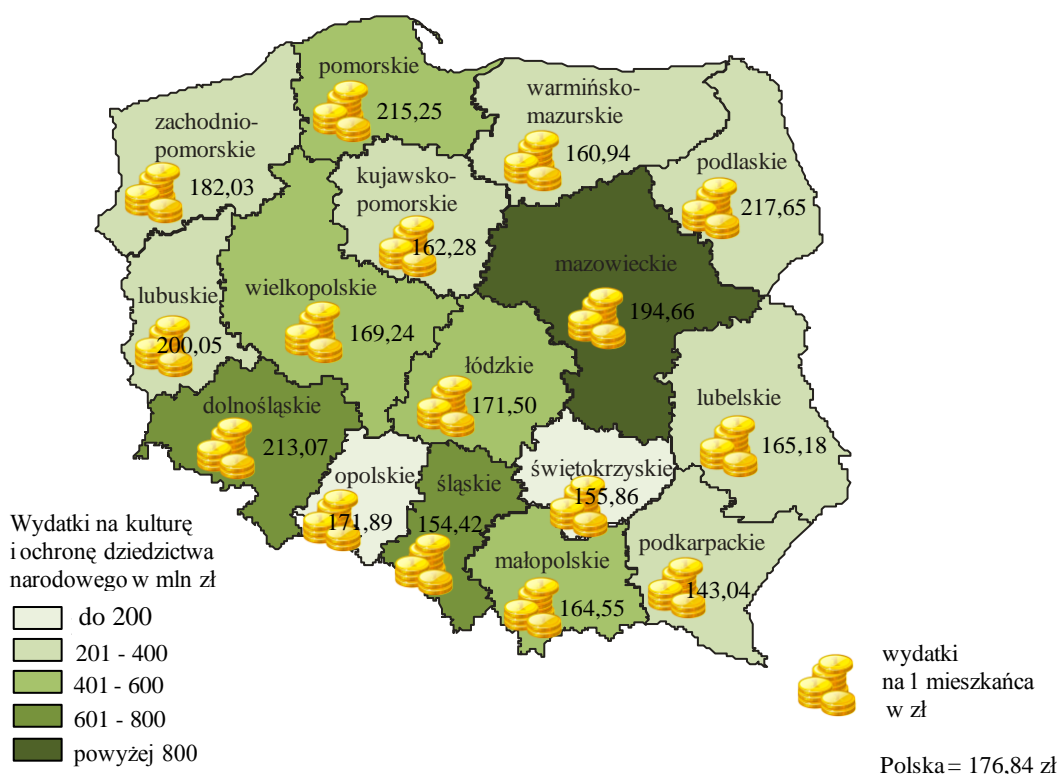 pomorskie
215,25
warmińsko-
mazurskie
160,94
zachodnio-
pomorskie
182,03
podlaskie
217,65
kujawsko-
pomorskie
162,28
mazowieckie
194,66
lubuskie
200,05
wielkopolskie
169,24
łódzkie
171,50
lubelskie
165,18
dolnośląskie
213,07
opolskie
171,89
śląskie
154,42
świętokrzyskie
155,86
małopolskie
164,55
podkarpackie
143,04
Wydatki na kulturę
i ochronę dziedzictwa
narodowego w mln zł
do 200
201 - 400
401 - 600
601 - 800
powyżej 800
wydatki
na 1 mieszkańca
w zł
Polska = 176,84 zł